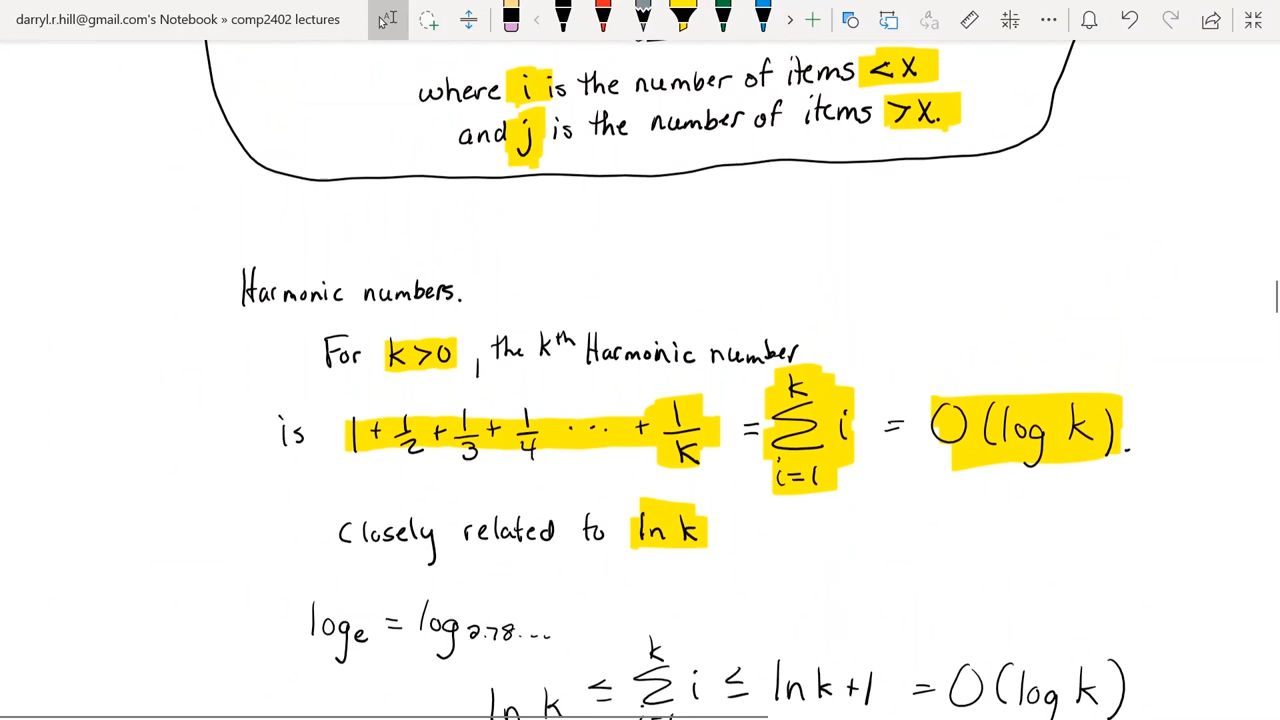 darryl.r.hill@gmail.com's Notebook » comp2402 lectures
where i is the number of items < x
and j is the number of items > x.
Harmonic numbers.
For k>0, the kth Harmonic number
is 1 + 1/2 + 1/3 + 1/4 ... + 1/k = ∑_{i=1}^{k} i = O(log k).
Closely related to ln k
log_e = log_2.78...
ln k ≤ ∑^{k} i ≤ ln k + 1 = O(log k)